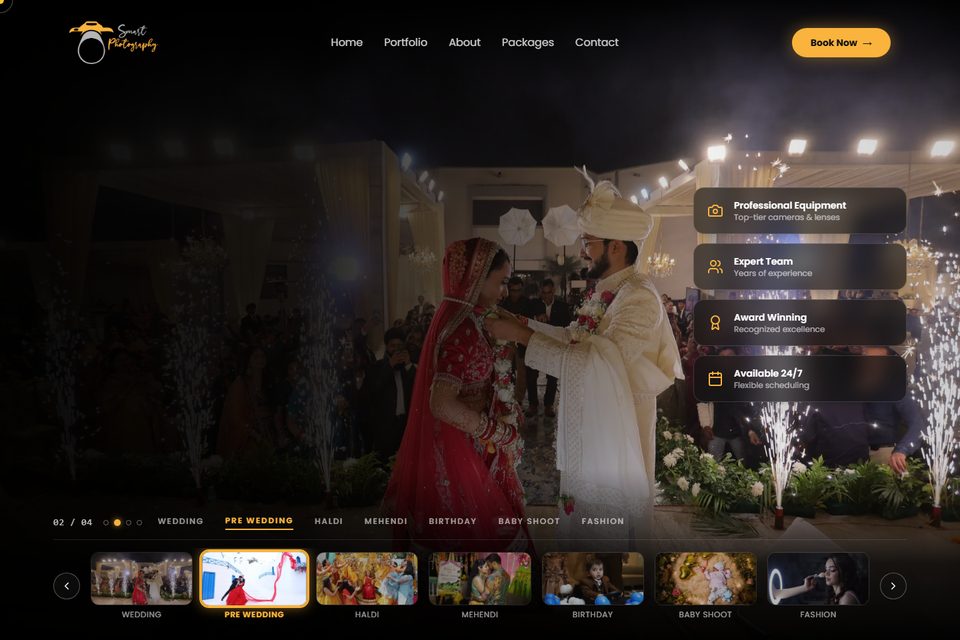 Smart
Photography
Home
Portfolio
About
Packages
Contact
Book Now →
Professional Equipment
Top-tier cameras & lenses
Expert Team
Years of experience
Award Winning
Recognized excellence
Available 24/7
Flexible scheduling
02 / 04
WEDDING
PRE WEDDING
HALDI
MEHENDI
BIRTHDAY
BABY SHOOT
FASHION
WEDDING
PRE WEDDING
HALDI
MEHENDI
BIRTHDAY
BABY SHOOT
FASHION